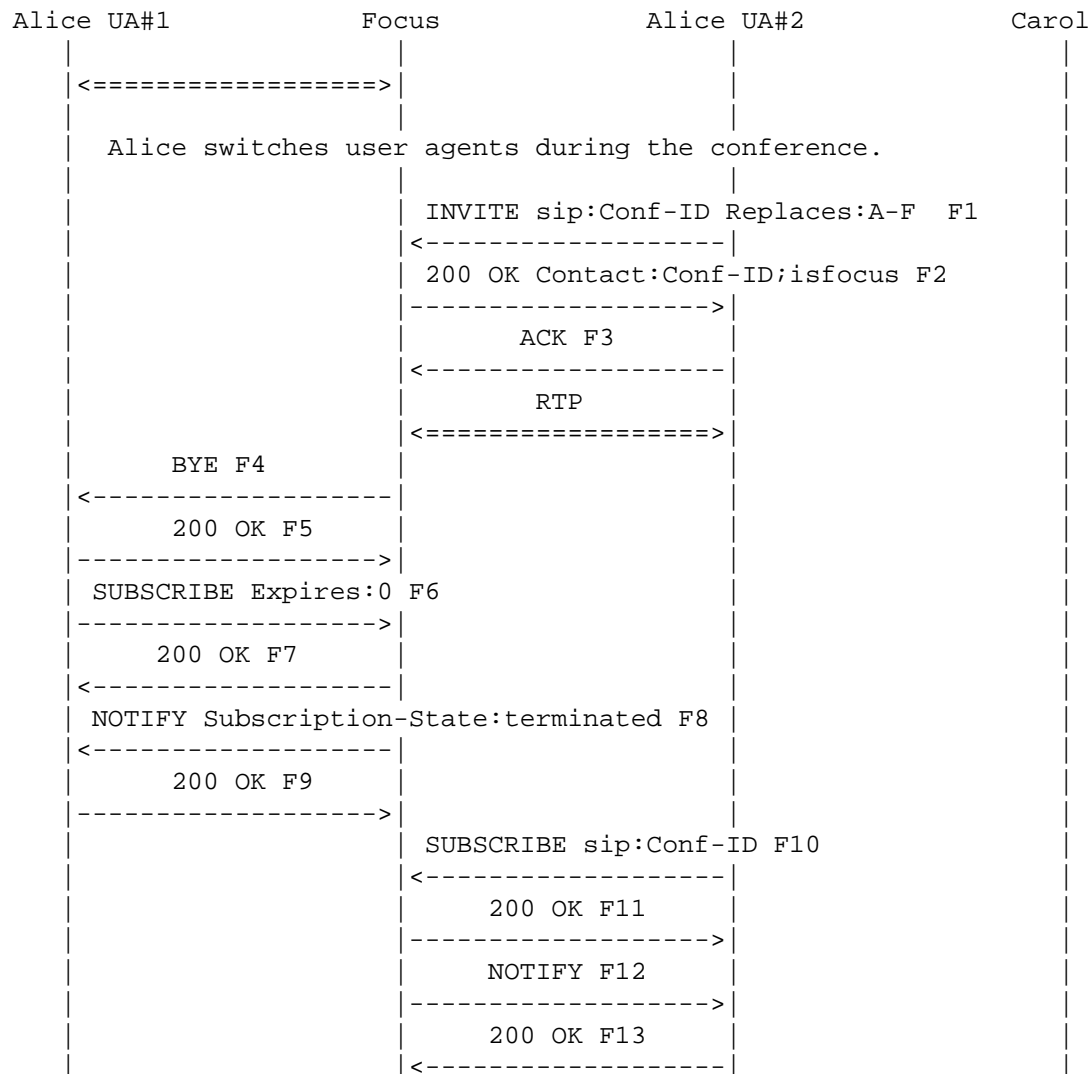 Alice UA#1 Focus Alice UA#2 Carol
Alice switches user agents during the conference.
INVITE sip:Conf-ID Replaces:A-F F1
200 OK Contact:Conf-ID;isfocus F2
ACK F3
RTP
BYE F4
200 OK F5
SUBSCRIBE Expires:0 F6
200 OK F7
NOTIFY Subscription-State:terminated F8
200 OK F9
SUBSCRIBE sip:Conf-ID F10
200 OK F11
NOTIFY F12
200 OK F13